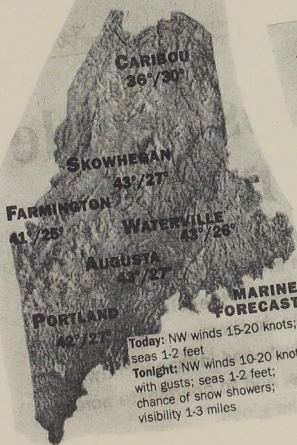 CARIBOU
36°/30°
SKOWHEGAN
43°/27°
FARMINGTON
41°/25°
WATERVILLE
43°/26°
AUGUSTA
43°/27°
PORTLAND
42°/27°
MARINE
FORECAST
Today: NW winds 15-20 knots;
seas 1-2 feet
Tonight: NW winds 10-20 knot
with gusts; seas 1-2 feet;
chance of snow showers;
visibility 1-3 miles